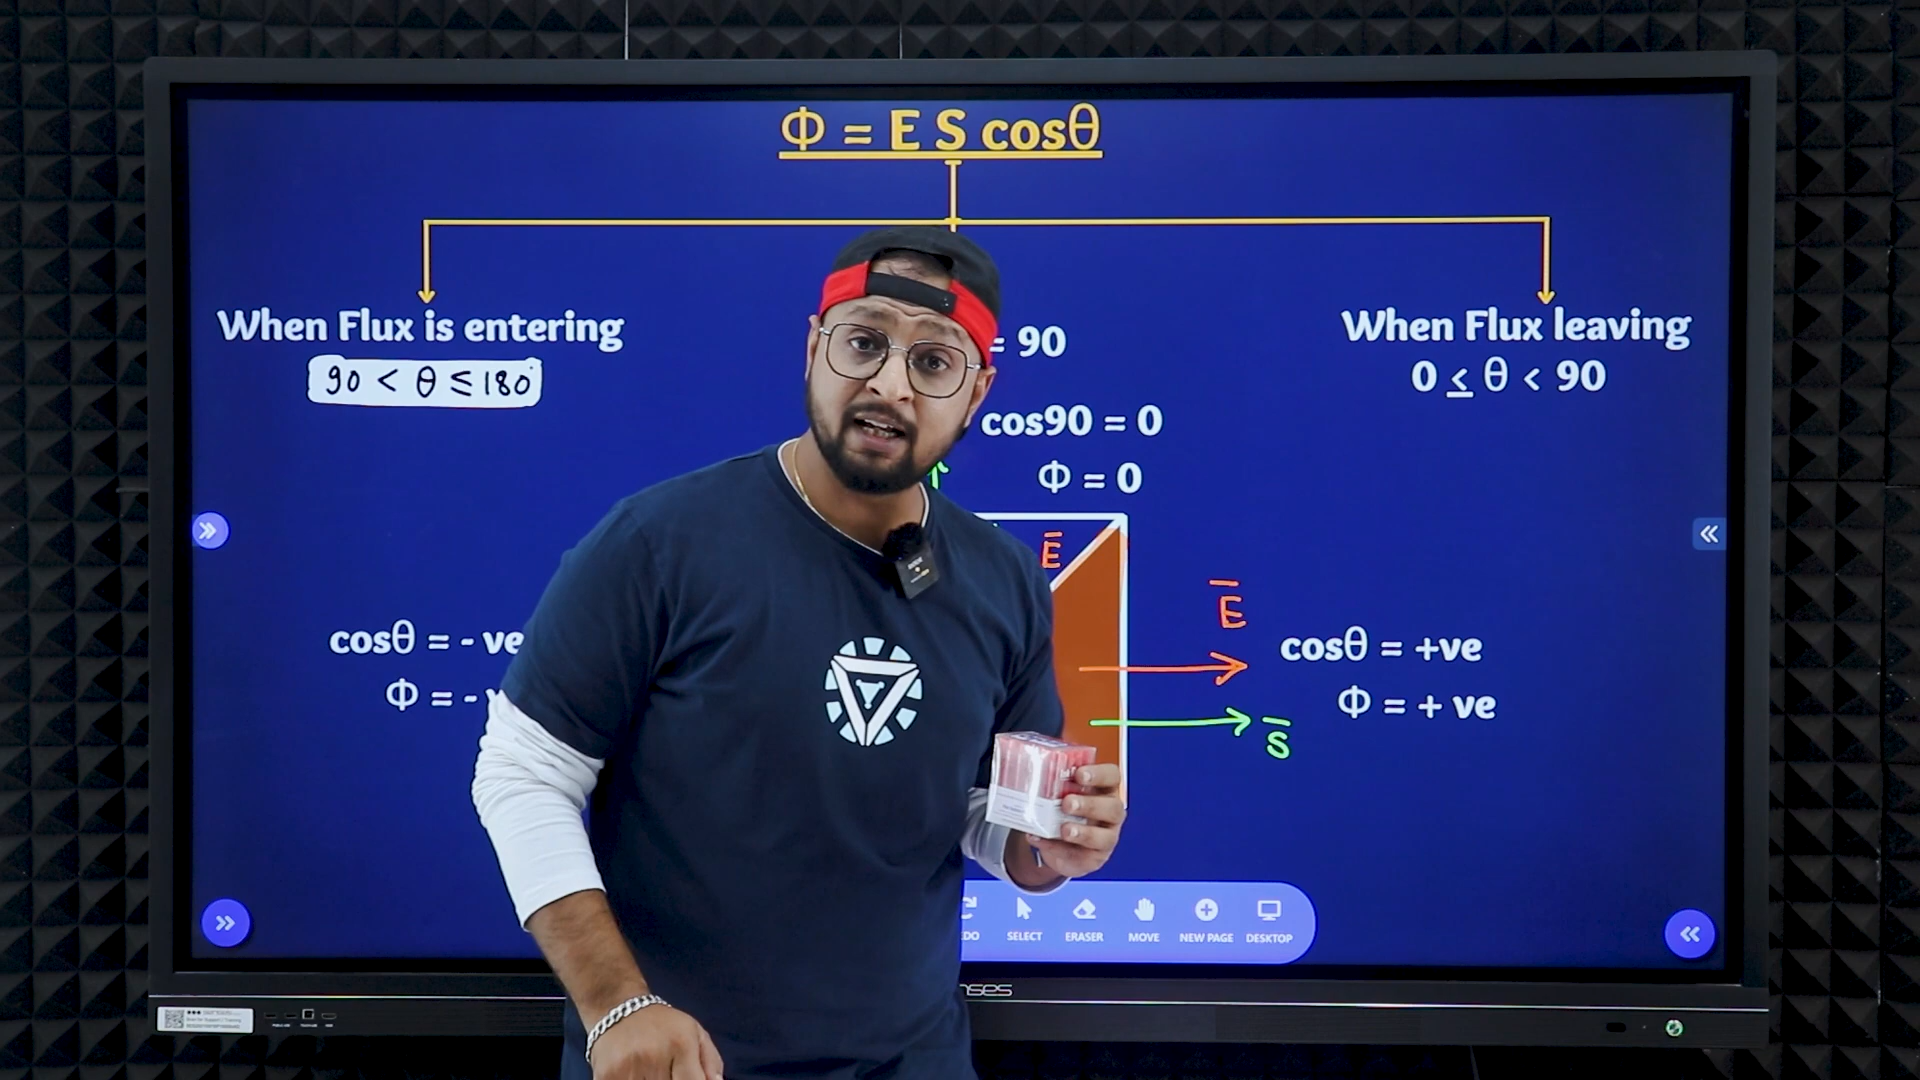 Φ = E S cosθ
When Flux is entering
90 < θ ≤ 180
= 90
cos90 = 0
Φ = 0
When Flux leaving
0 ≤ θ < 90
E
E
S
cosθ = - ve
Φ = -
cosθ = +ve
Φ = + ve
SELECT
ERASER
MOVE
NEW PAGE
DESKTOP